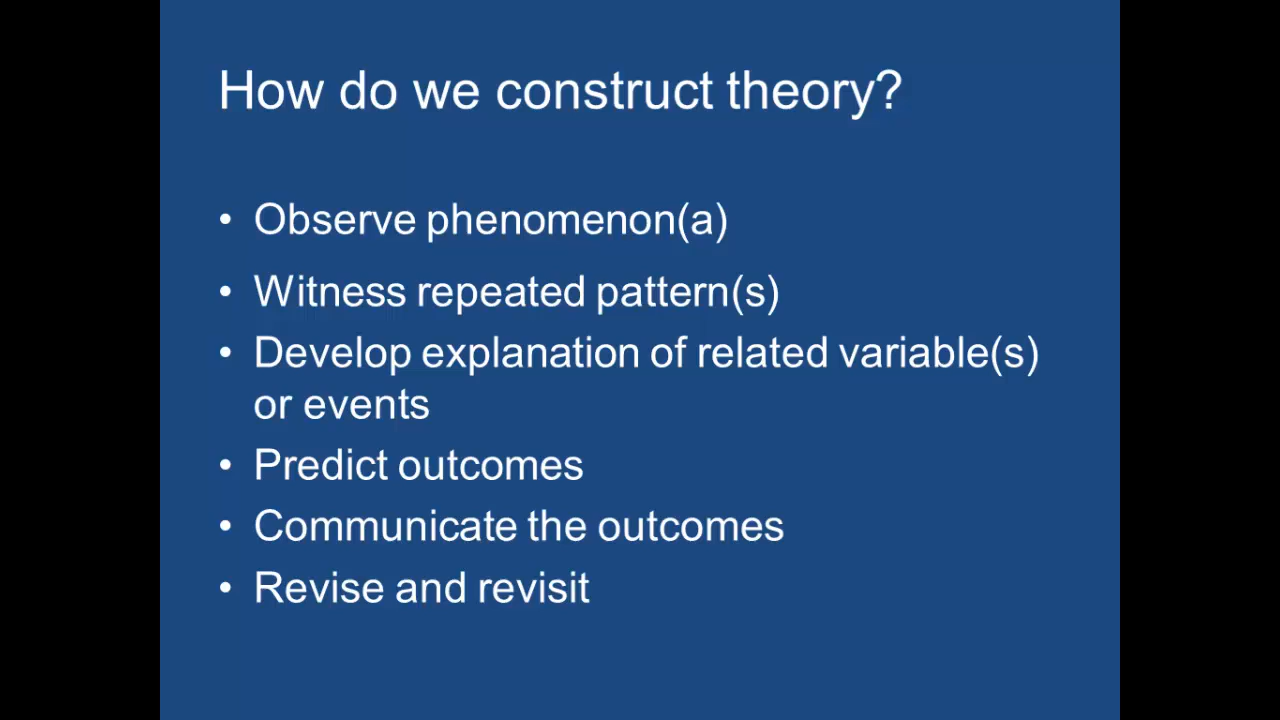 How do we construct theory?
• Observe phenomenon(a)
• Witness repeated pattern(s)
• Develop explanation of related variable(s)
or events
• Predict outcomes
• Communicate the outcomes
• Revise and revisit